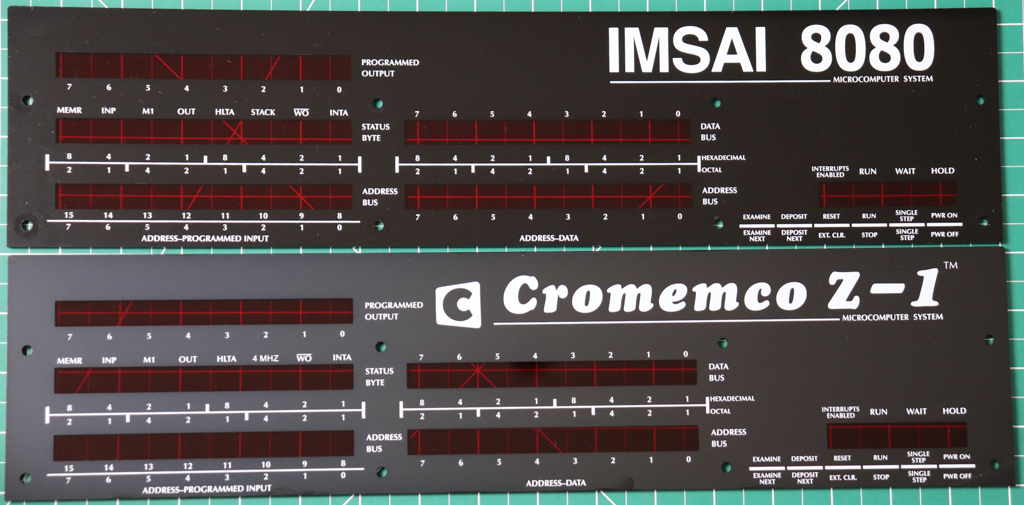 IMSAI 8080
MICROCOMPUTER SYSTEM
PROGRAMMED
OUTPUT
7 6 5 4 3 2 1 0
MEMR INP M1 OUT HLTA STACK WO INTA
STATUS
BYTE
7 6 5 4 3 2 1 0
DATA
BUS
8 4 2 1 8 4 2 1
2 1 4 2 1 4 2 1
8 4 2 1 8 4 2 1 HEXADECIMAL
2 1 4 2 1 4 2 1 OCTAL
ADDRESS
BUS
15 14 13 12 11 10 9 8
7 6 5 4 3 2 1 0
ADDRESS–PROGRAMMED INPUT
ADDRESS
BUS
7 6 5 4 3 2 1 0
ADDRESS–DATA
INTERRUPTS
ENABLED RUN WAIT HOLD
EXAMINE DEPOSIT RESET RUN SINGLE STEP PWR ON
EXAMINE NEXT DEPOSIT NEXT EXT. CLR. STOP SINGLE STEP PWR OFF
C Cromemco Z–1 TM
MICROCOMPUTER SYSTEM
PROGRAMMED
OUTPUT
7 6 5 4 3 2 1 0
MEMR INP M1 OUT HLTA 4 MHZ WO INTA
STATUS
BYTE
7 6 5 4 3 2 1 0
DATA
BUS
8 4 2 1 8 4 2 1
2 1 4 2 1 4 2 1
8 4 2 1 8 4 2 1 HEXADECIMAL
2 1 4 2 1 4 2 1 OCTAL
ADDRESS
BUS
15 14 13 12 11 10 9 8
7 6 5 4 3 2 1 0
ADDRESS–PROGRAMMED INPUT
ADDRESS
BUS
7 6 5 4 3 2 1 0
ADDRESS–DATA
INTERRUPTS
ENABLED RUN WAIT HOLD
EXAMINE DEPOSIT RESET RUN SINGLE STEP PWR ON
EXAMINE NEXT DEPOSIT NEXT EXT. CLR. STOP SINGLE STEP PWR OFF